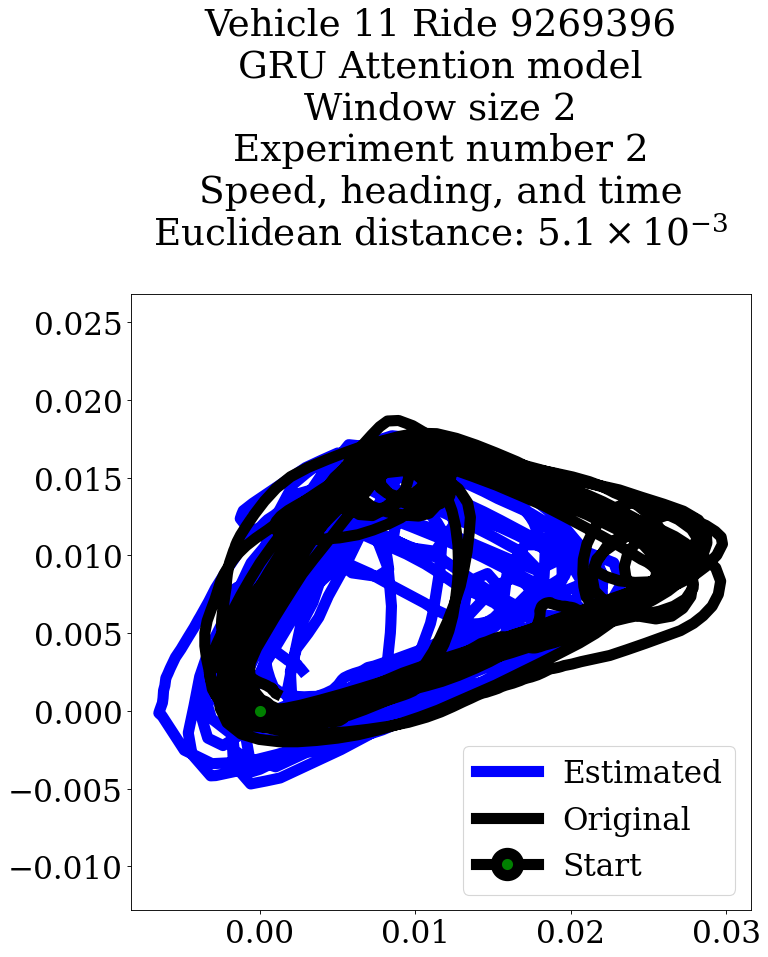 Vehicle 11 Ride 9269396
GRU Attention model
Window size 2
Experiment number 2
Speed, heading, and time
Euclidean distance: 5.1 × 10⁻³
0.025
0.020
0.015
0.010
0.005
0.000
−0.005
−0.010
0.00 0.01 0.02 0.03
Estimated
Original
Start